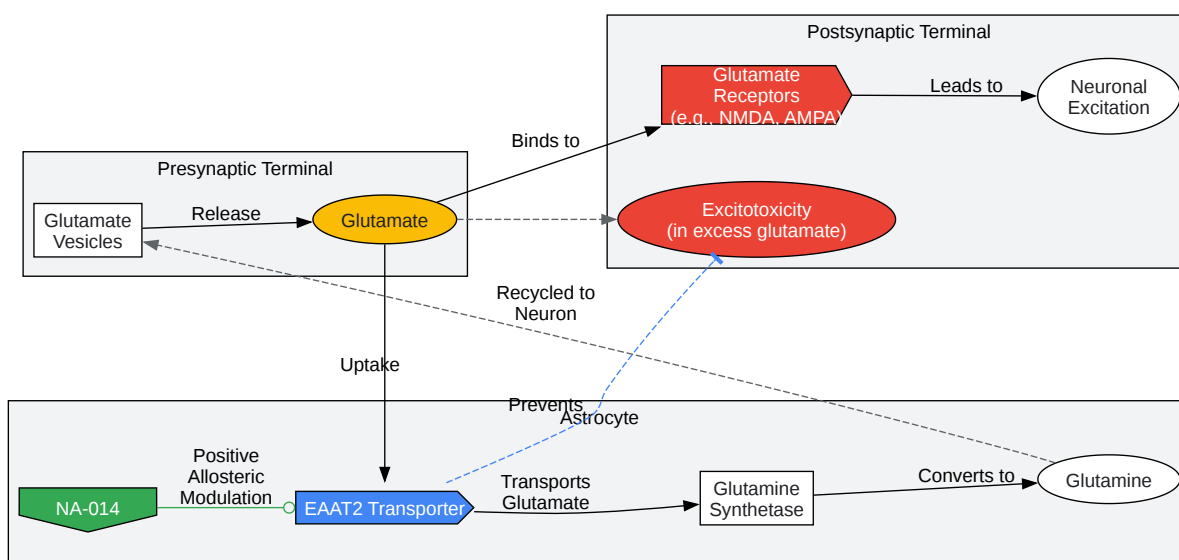 Postsynaptic Terminal
Glutamate
Receptors
(e.g., NMDA, AMPA)
Leads to
Neuronal
Excitation
Binds to
Presynaptic Terminal
Glutamate
Vesicles
Release
Glutamate
Excitotoxicity
(in excess glutamate)
Recycled to
Neuron
Uptake
Prevents
Astrocyte
Positive
Allosteric
Modulation
NA-014
EAAT2 Transporter
Transports
Glutamate
Glutamine
Synthetase
Converts to
Glutamine